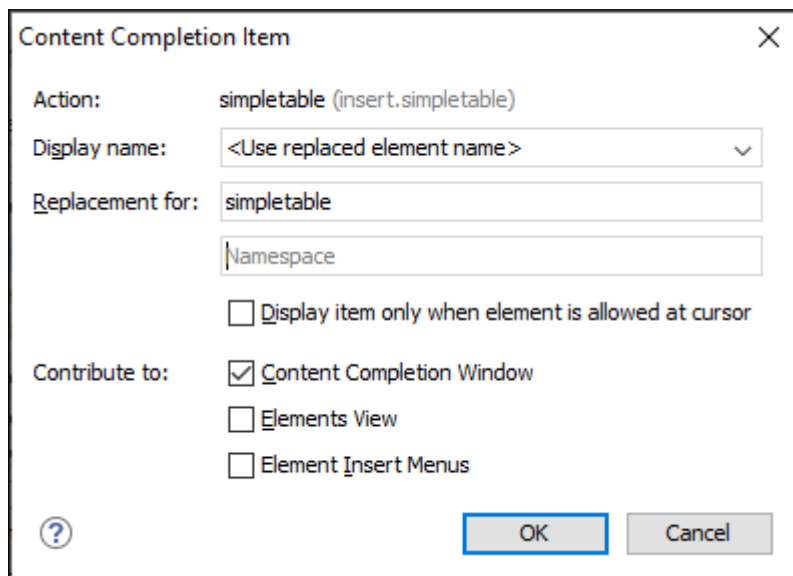 Content Completion Item
Action: simpletable (insert.simpletable)
Display name: <Use replaced element name>
Replacement for: simpletable
Namespace
Display item only when element is allowed at cursor
Contribute to: Content Completion Window
Elements View
Element Insert Menus
? OK Cancel